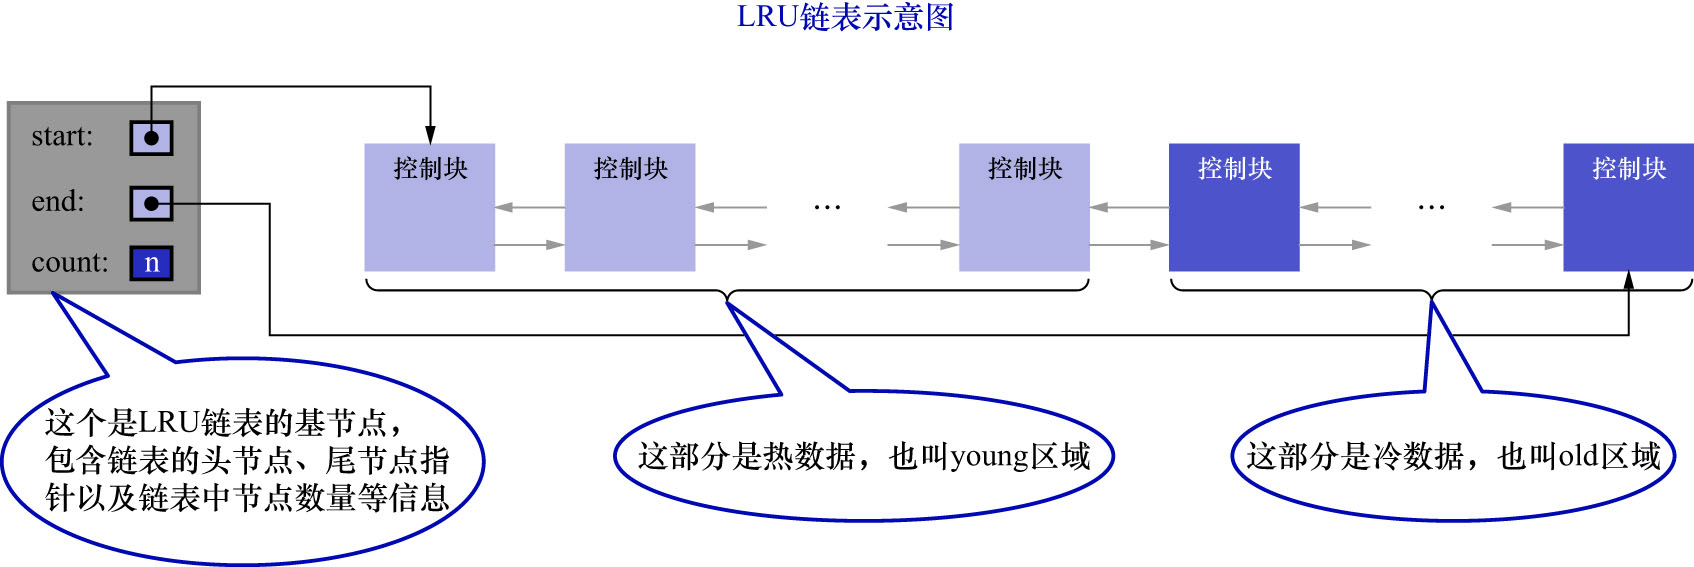 LRU链表示意图
start:
end:
count: n
控制块
控制块
…
控制块
控制块
…
控制块
这个是LRU链表的基节点，
包含链表的头节点、尾节点指
针以及链表中节点数量等信息
这部分是热数据，也叫young区域
这部分是冷数据，也叫old区域